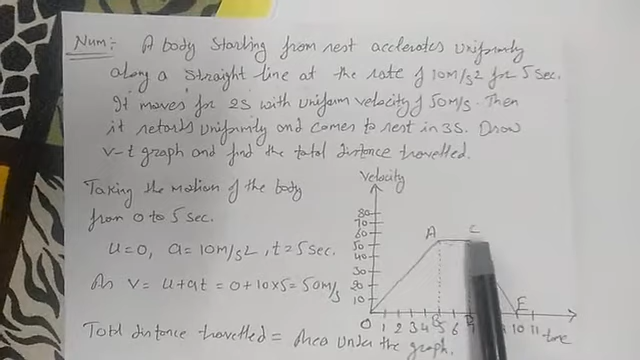 Num:- A body starting from rest accelerates uniformly
along a straight line at the rate of 10m/s2 for 5 sec.
It moves for 2s with uniform velocity of 50m/s. Then
it retards uniformly and comes to rest in 3s. Draw
v-t graph and find the total distance travelled.
Taking the motion of the body
from 0 to 5 sec.
u=0, a=10m/s2, t=5sec.
As v = u+at = 0+10x5=50m/s
Total distance travelled = Area under the graph.
Velocity
80
70
60
50
40
30
20
10
A C
E
0 1 2 3 4 5 6 10 11 time